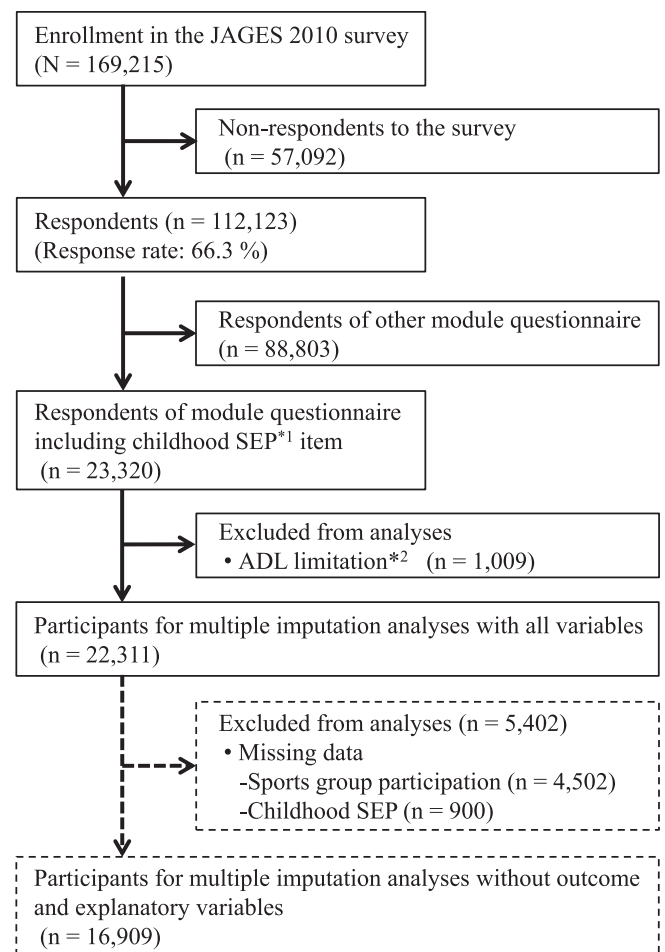 Enrollment in the JAGES 2010 survey
(N = 169,215)
Non-respondents to the survey
(n = 57,092)
Respondents (n = 112,123)
(Response rate: 66.3 %)
Respondents of other module questionnaire
(n = 88,803)
Respondents of module questionnaire
including childhood SEP*1 item
(n = 23,320)
Excluded from analyses
• ADL limitation*2 (n = 1,009)
Participants for multiple imputation analyses with all variables
(n = 22,311)
Excluded from analyses (n = 5,402)
• Missing data
-Sports group participation (n = 4,502)
-Childhood SEP (n = 900)
Participants for multiple imputation analyses without outcome
and explanatory variables
(n = 16,909)